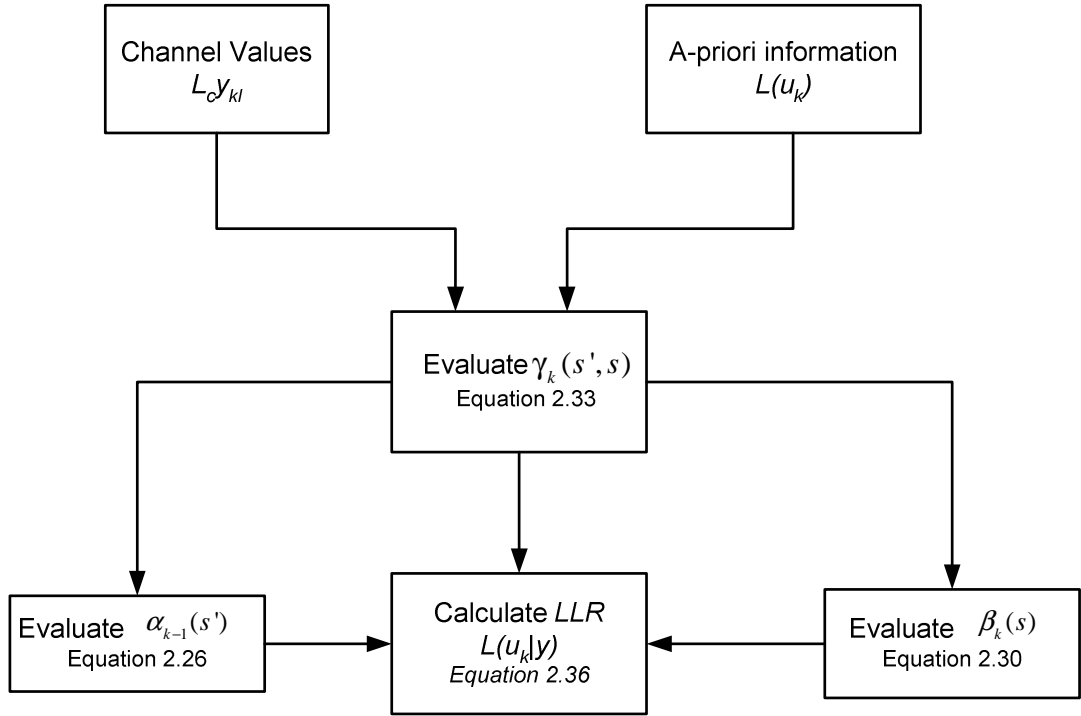 Channel Values
L_c y_kl
A-priori information
L(u_k)
Evaluate γ_k(s',s)
Equation 2.33
Evaluate α_k−1(s')
Equation 2.26
Calculate LLR
L(u_k|y)
Equation 2.36
Evaluate β_k(s)
Equation 2.30